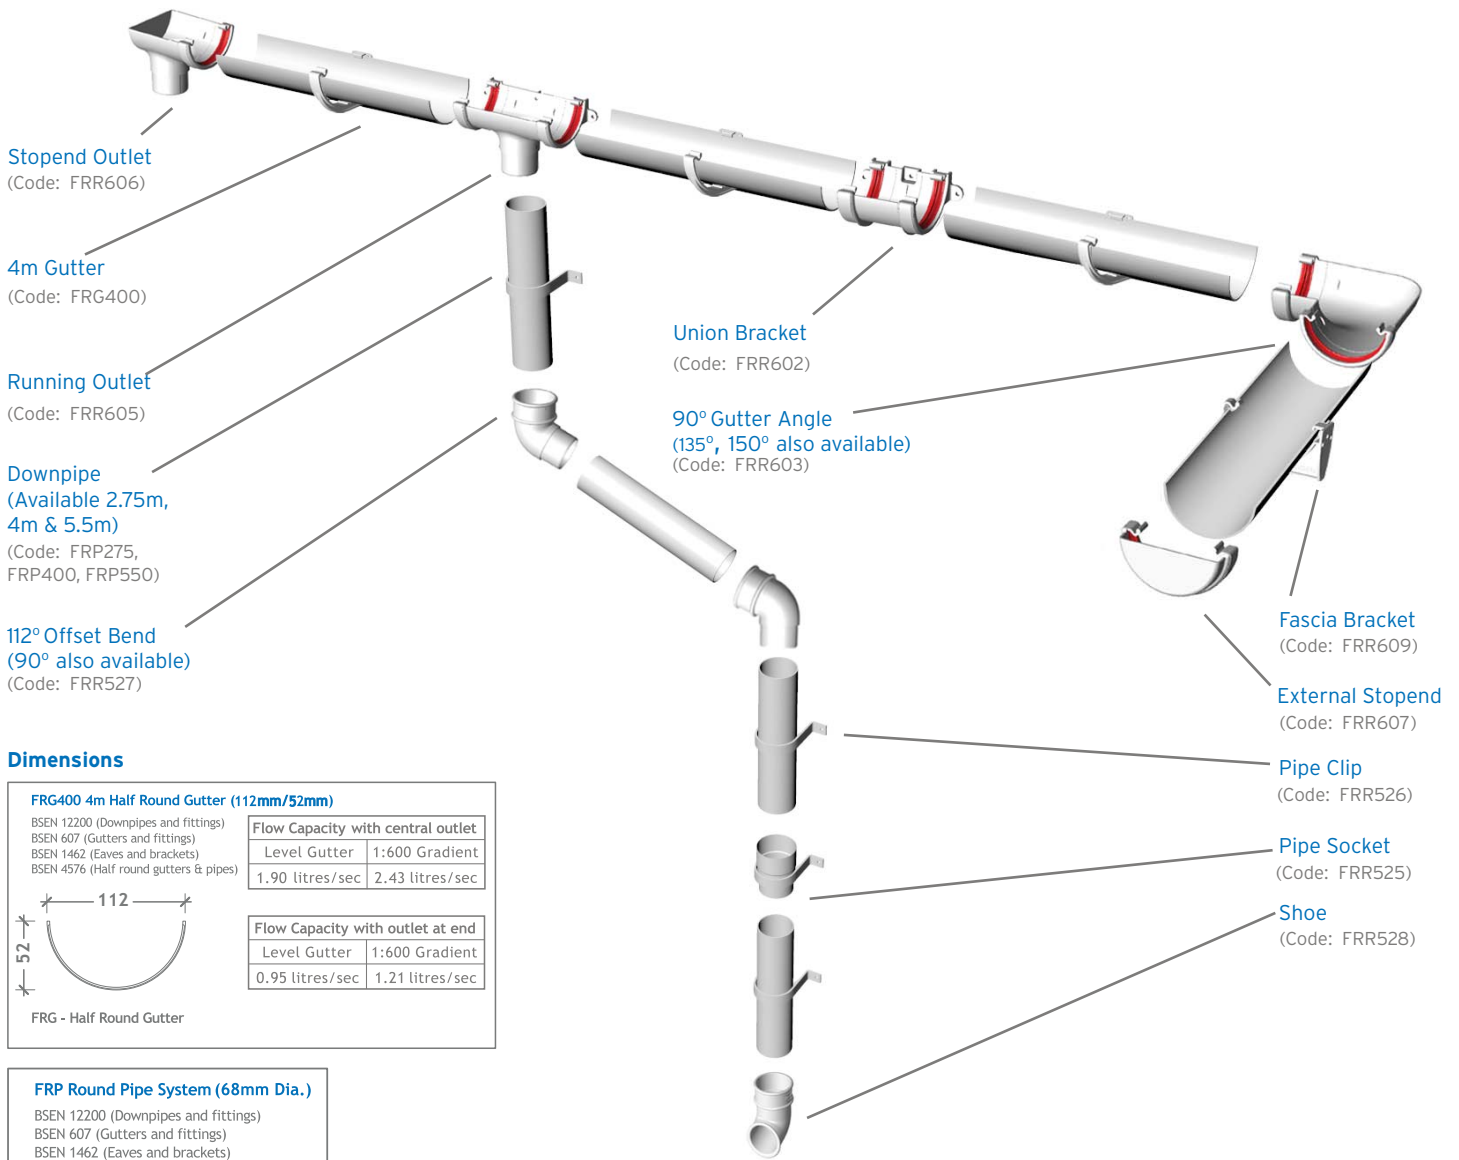 Stopend Outlet
(Code: FRR606)
4m Gutter
(Code: FRG400)
Running Outlet
(Code: FRR605)
Downpipe
(Available 2.75m,
4m & 5.5m)
(Code: FRP275,
FRP400, FRP550)
112º Offset Bend
(90º also available)
(Code: FRR527)
Union Bracket
(Code: FRR602)
90º Gutter Angle
(135º, 150º also available)
(Code: FRR603)
Fascia Bracket
(Code: FRR609)
External Stopend
(Code: FRR607)
Pipe Clip
(Code: FRR526)
Pipe Socket
(Code: FRR525)
Shoe
(Code: FRR528)
Dimensions
FRG400 4m Half Round Gutter (112mm/52mm)
BSEN 12200 (Downpipes and fittings)
BSEN 607 (Gutters and fittings)
BSEN 1462 (Eaves and brackets)
BSEN 4576 (Half round gutters & pipes)
Flow Capacity with central outlet
Level Gutter 1:600 Gradient
1.90 litres/sec 2.43 litres/sec
112
52
Flow Capacity with outlet at end
Level Gutter 1:600 Gradient
0.95 litres/sec 1.21 litres/sec
FRG - Half Round Gutter
FRP Round Pipe System (68mm Dia.)
BSEN 12200 (Downpipes and fittings)
BSEN 607 (Gutters and fittings)
BSEN 1462 (Eaves and brackets)